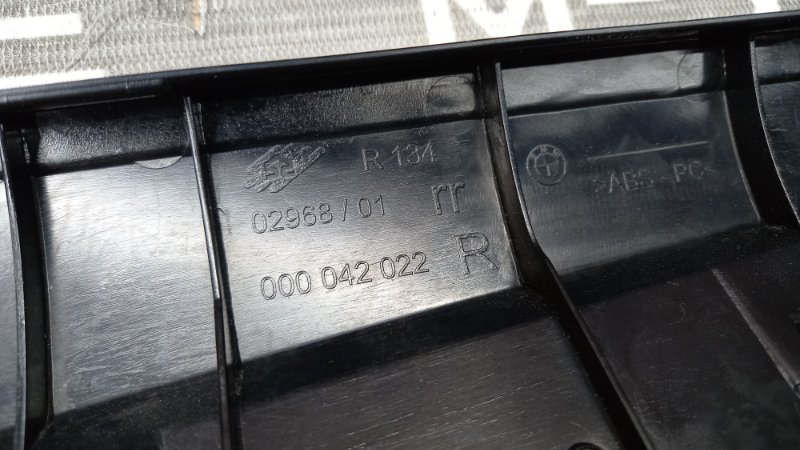 R 134
02968 / 01 rr
000 042 022 R
>ABS - PC<